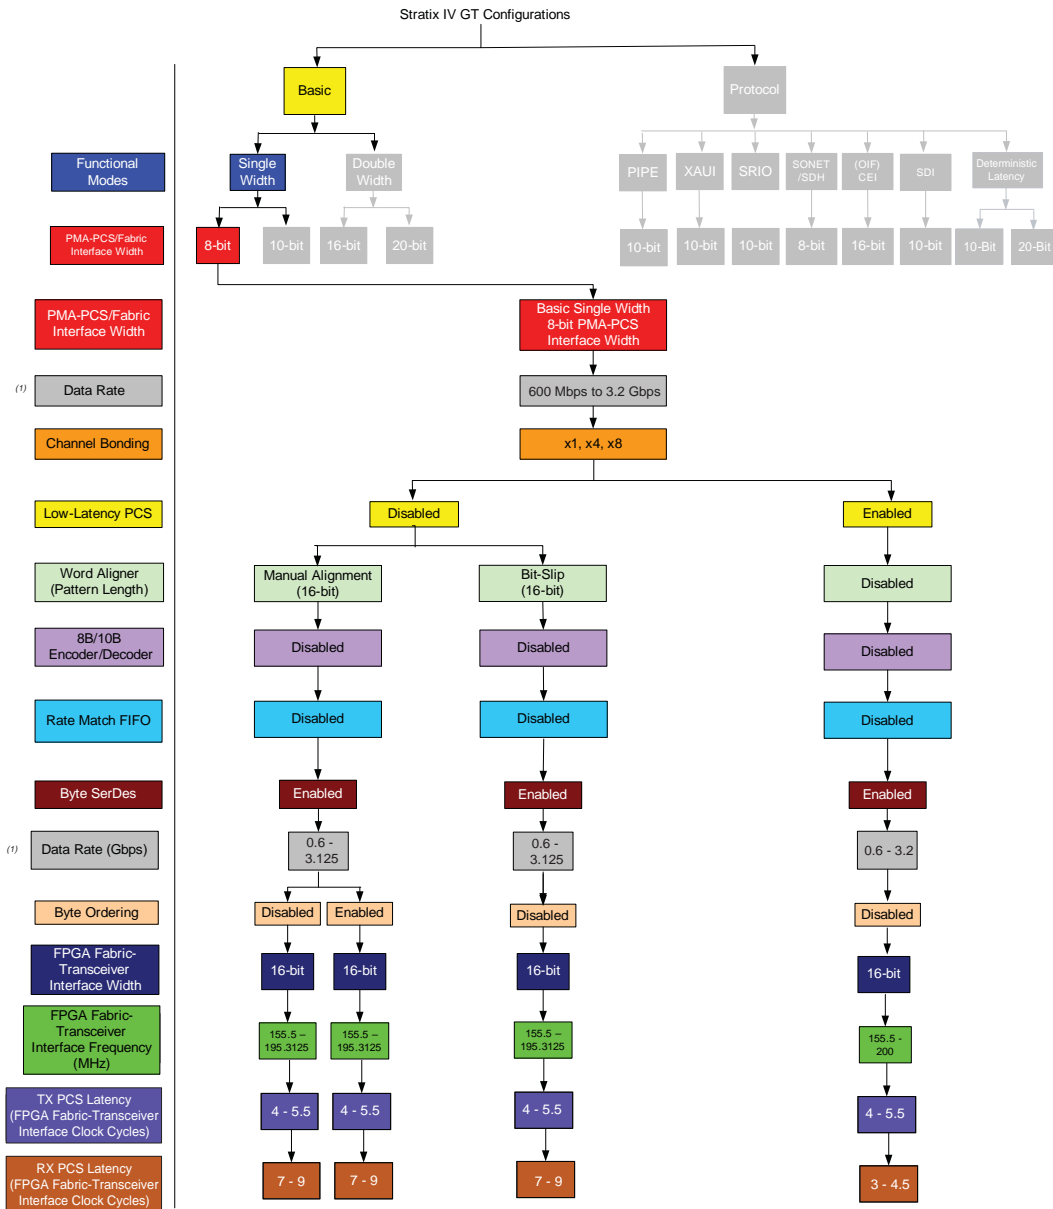 Stratix IV GT Configurations
Basic
Protocol
Functional
Modes
Single
Width
Double
Width
PIPE
XAUI
SRIO
SONET
/SDH
(OIF)
CEI
SDI
Deterministic
Latency
PMA-PCS/Fabric
Interface Width
8-bit
10-bit
16-bit
20-bit
10-bit
10-bit
10-bit
8-bit
16-bit
10-bit
10-Bit
20-Bit
PMA-PCS/Fabric
Interface Width
Basic Single Width
8-bit PMA-PCS
Interface Width
(1)
Data Rate
600 Mbps to 3.2 Gbps
Channel Bonding
x1, x4, x8
Low-Latency PCS
Disabled
Enabled
Word Aligner
(Pattern Length)
Manual Alignment
(16-bit)
Bit-Slip
(16-bit)
Disabled
8B/10B
Encoder/Decoder
Disabled
Disabled
Disabled
Rate Match FIFO
Disabled
Disabled
Disabled
Byte SerDes
Enabled
Enabled
Enabled
(1)
Data Rate (Gbps)
0.6 -
3.125
0.6 -
3.125
0.6 - 3.2
Byte Ordering
Disabled
Enabled
Disabled
Disabled
FPGA Fabric-
Transceiver
Interface Width
16-bit
16-bit
16-bit
16-bit
FPGA Fabric-
Transceiver
Interface Frequency
(MHz)
155.5 –
195.3125
155.5 –
195.3125
155.5 –
195.3125
155.5 -
200
TX PCS Latency
(FPGA Fabric-Transceiver
Interface Clock Cycles)
4 - 5.5
4 - 5.5
4 - 5.5
4 - 5.5
RX PCS Latency
(FPGA Fabric-Transceiver
Interface Clock Cycles)
7 - 9
7 - 9
7 - 9
3 - 4.5